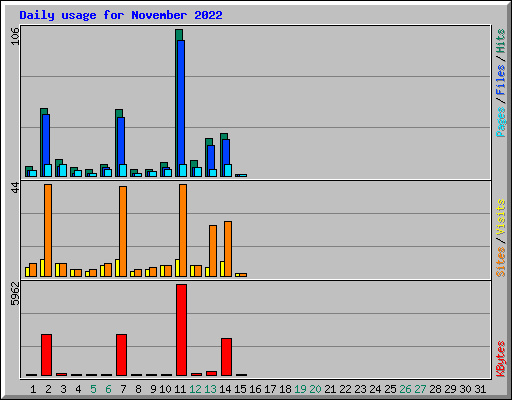 Daily usage for November 2022
106
44
5962
Pages / Files / Hits
Sites / Visits
KBytes
1 2 3 4 5 6 7 8 9 10 11 12 13 14 15 16 17 18 19 20 21 22 23 24 25 26 27 28 29 30 31